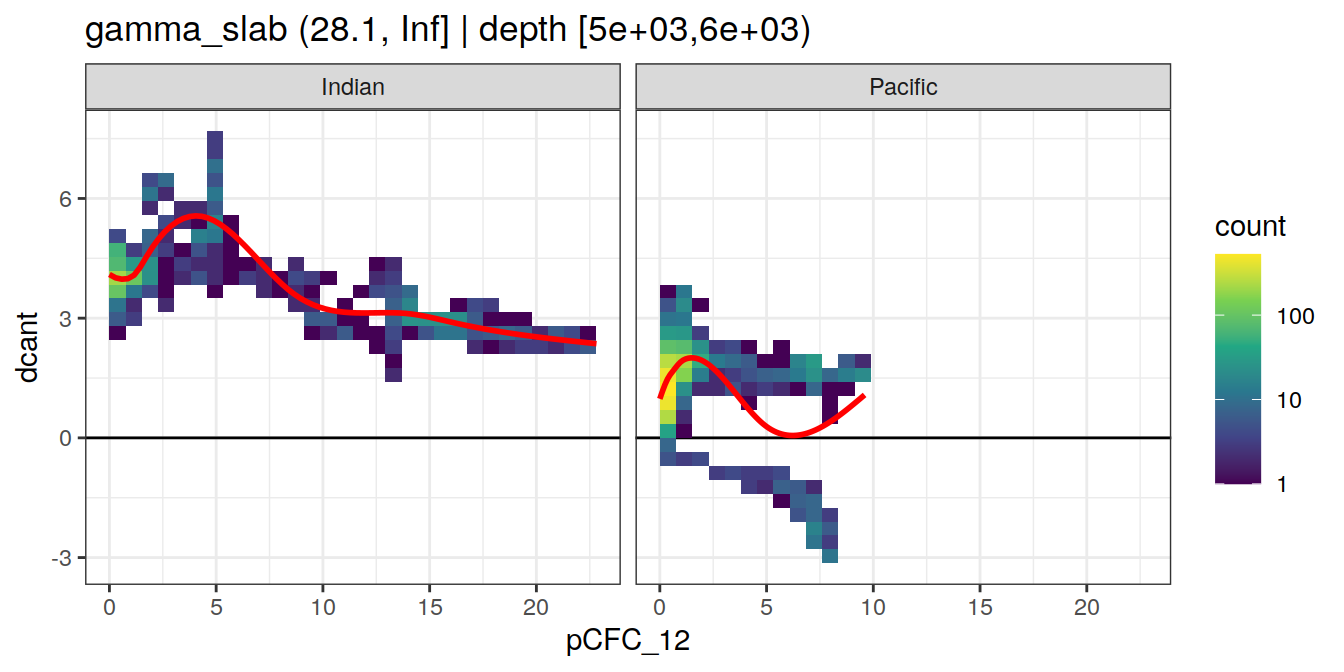 gamma_slab (28.1, Inf] | depth [5e+03,6e+03)
Indian
Pacific
dcant
6
3
0
-3
0 5 10 15 20
0 5 10 15 20
pCFC_12
count
100
10
1